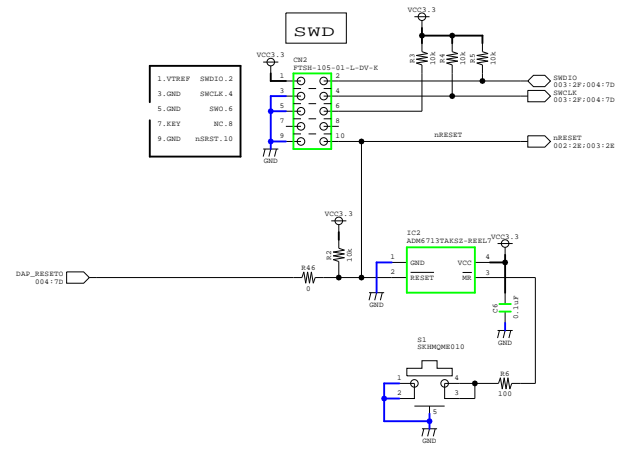 SWD
VCC3.3
VCC3.3
CN2
FTSH-105-01-L-DV-K
R3
10k
R4
10k
R5
10k
1.VTREF SWDIO.2
3.GND SWCLK.4
5.GND SWO.6
7.KEY NC.8
9.GND nSRST.10
1 2
3 4
5 6
7 8
9 10
GND
SWDIO
003:2F;004:7D
SWCLK
003:2F;004:7D
nRESET
nRESET
002:2E;003:2E
VCC3.3
R2
10k
IC2
ADM6713TAKSZ-REEL7
VCC3.3
1 GND VCC 4
2 RESET MR 3
DAP_RESETO
004:7D
R46
0
GND
C6
0.1uF
GND
S1
SKHMQME010
1 4
2 3
5
R6
100
GND